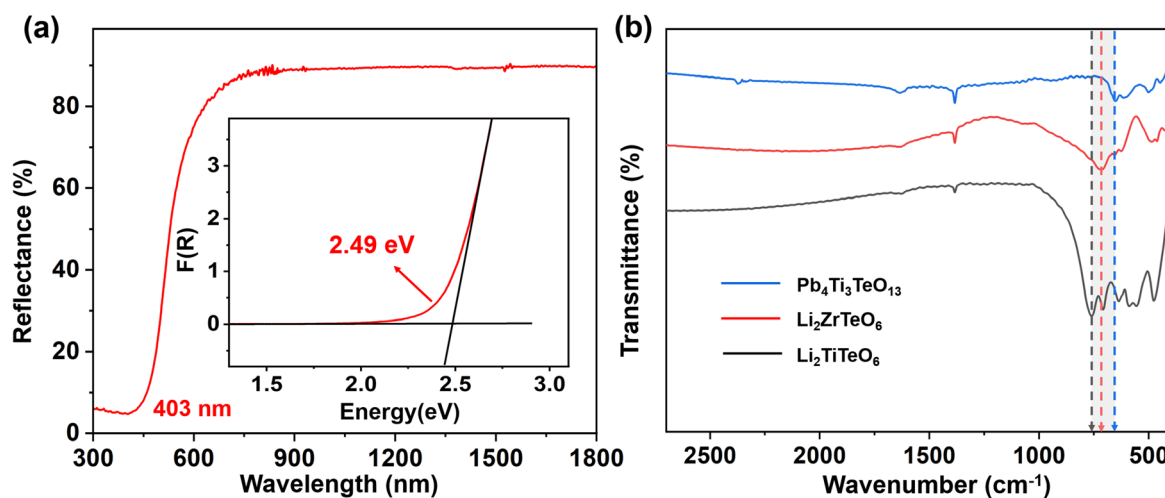 (a)
Reflectance (%)
80
60
40
20
0
300
600
900
1200
1500
1800
Wavelength (nm)
403 nm
F(R)
3
2
1
0
1.5
2.0
2.5
3.0
Energy(eV)
2.49 eV
(b)
Transmittance (%)
Pb₄Ti₃TeO₁₃
Li₂ZrTeO₆
Li₂TiTeO₆
2500
2000
1500
1000
500
Wavenumber (cm⁻¹)